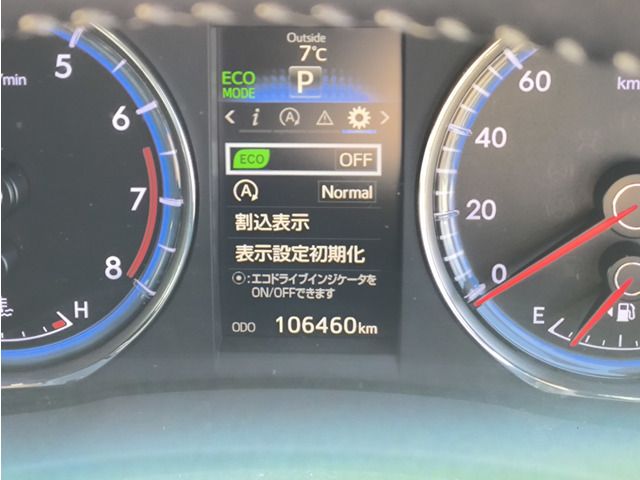 Outside
7°C
ECO MODE
P
ECO OFF
A Normal
割込表示
表示設定初期化
⦿:エコドライブインジケータを
ON/OFFできます
ODO 106460km
/min
5
6
7
8
H
60
km
40
20
0
E